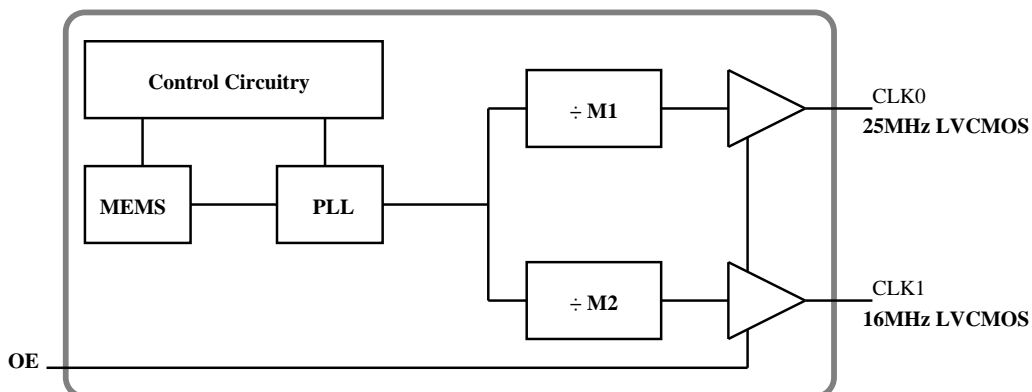 Control Circuitry
÷ M1
CLK0
25MHz LVCMOS
MEMS
PLL
÷ M2
CLK1
16MHz LVCMOS
OE